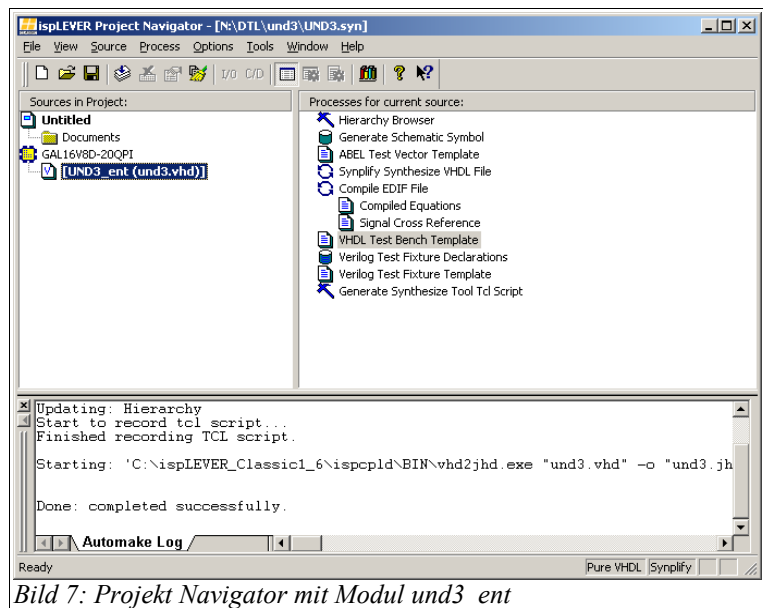 ispLEVER Project Navigator - [N:\DTL\und3\UND3.syn]
File View Source Process Options Tools Window Help
I/O C/D
Sources in Project:
Untitled
Documents
GAL16V8D-20QPI
[UND3_ent (und3.vhd)]
Processes for current source:
Hierarchy Browser
Generate Schematic Symbol
ABEL Test Vector Template
Synplify Synthesize VHDL File
Compile EDIF File
Compiled Equations
Signal Cross Reference
VHDL Test Bench Template
Verilog Test Fixture Declarations
Verilog Test Fixture Template
Generate Synthesize Tool Tcl Script
Updating: Hierarchy
Start to record tcl script...
Finished recording TCL script.
Starting: 'C:\ispLEVER_Classic1_6\ispcpld\BIN\vhd2jhd.exe "und3.vhd" -o "und3.jh
Done: completed successfully.
Automake Log
Ready
Pure VHDL Synplify
Bild 7: Projekt Navigator mit Modul und3_ent